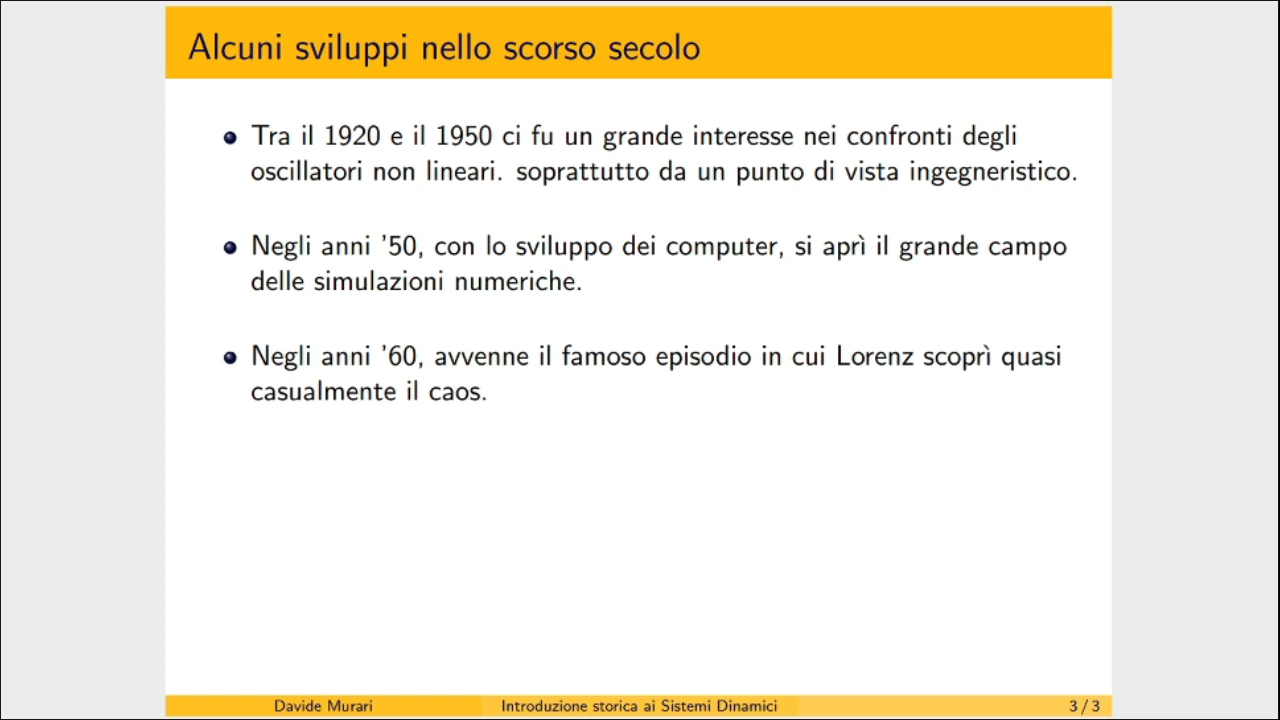 Alcuni sviluppi nello scorso secolo
Tra il 1920 e il 1950 ci fu un grande interesse nei confronti degli
oscillatori non lineari. soprattutto da un punto di vista ingegneristico.
Negli anni '50, con lo sviluppo dei computer, si aprì il grande campo
delle simulazioni numeriche.
Negli anni '60, avvenne il famoso episodio in cui Lorenz scoprì quasi
casualmente il caos.
Davide Murari
Introduzione storica ai Sistemi Dinamici
3 / 3